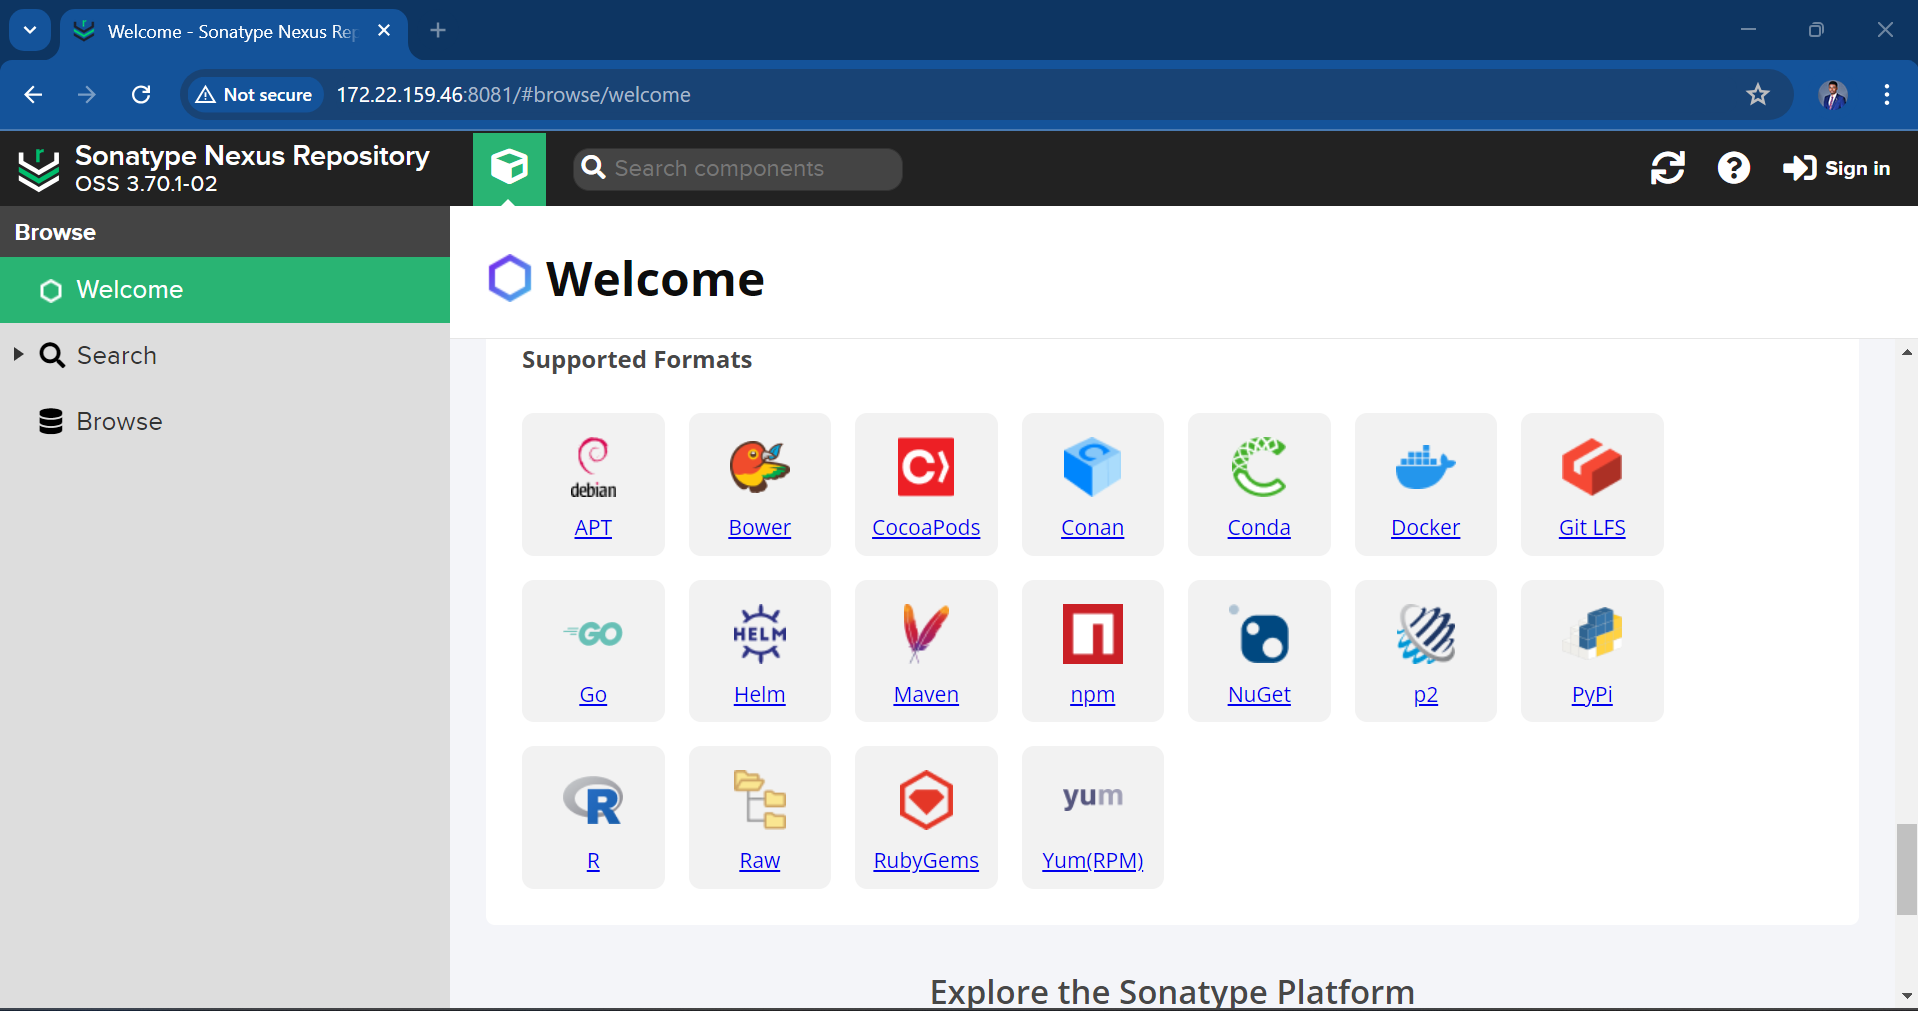 Welcome - Sonatype Nexus Rep
Not secure
172.22.159.46:8081/#browse/welcome
Sonatype Nexus Repository
OSS 3.70.1-02
Search components
Sign in
Browse
Welcome
Search
Browse
Welcome
Supported Formats
debian
APT
Bower
CocoaPods
Conan
Conda
Docker
Git LFS
GO
Go
HELM
Helm
Maven
npm
NuGet
p2
PyPi
R
R
Raw
RubyGems
yum
Yum(RPM)
Explore the Sonatype Platform